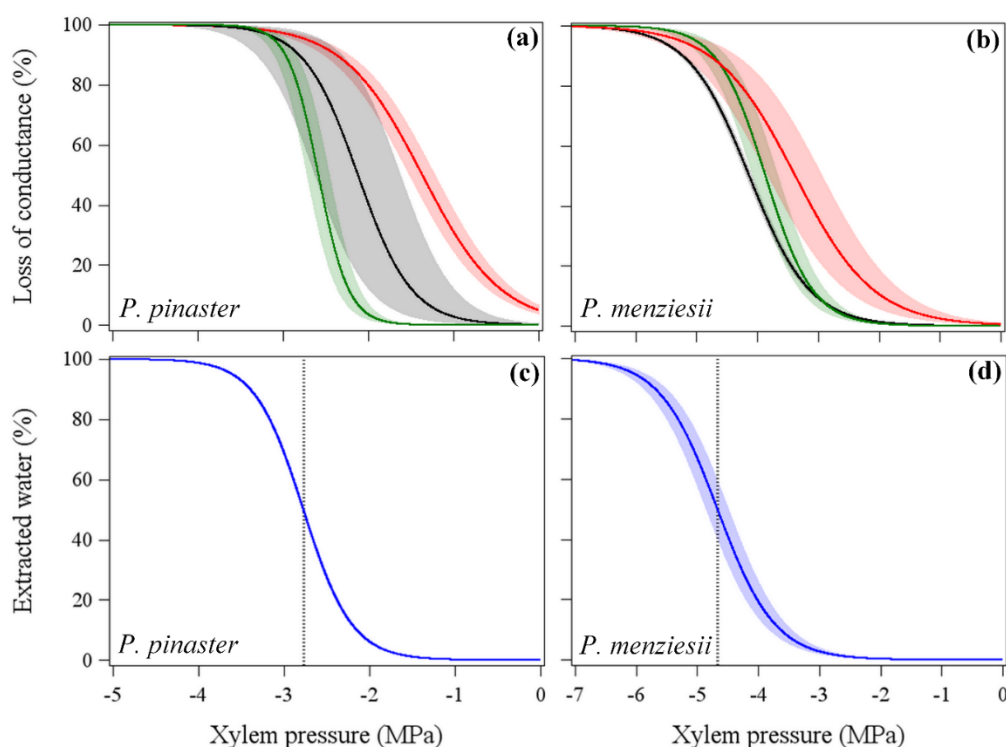 100
80
60
40
20
0
Loss of conductance (%)
(a)
P. pinaster
(b)
P. menziesii
100
80
60
40
20
0
Extracted water (%)
(c)
P. pinaster
(d)
P. menziesii
-5 -4 -3 -2 -1 0
-7 -6 -5 -4 -3 -2 -1 0
Xylem pressure (MPa)
Xylem pressure (MPa)